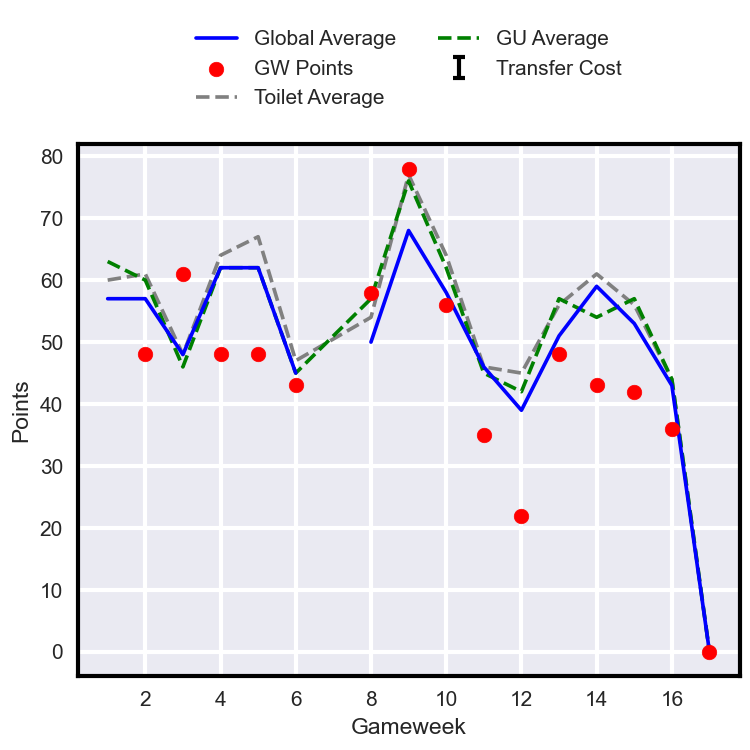 Global Average
GW Points
Toilet Average
GU Average
Transfer Cost
80
70
60
50
40
30
20
10
0
Points
2 4 6 8 10 12 14 16
Gameweek